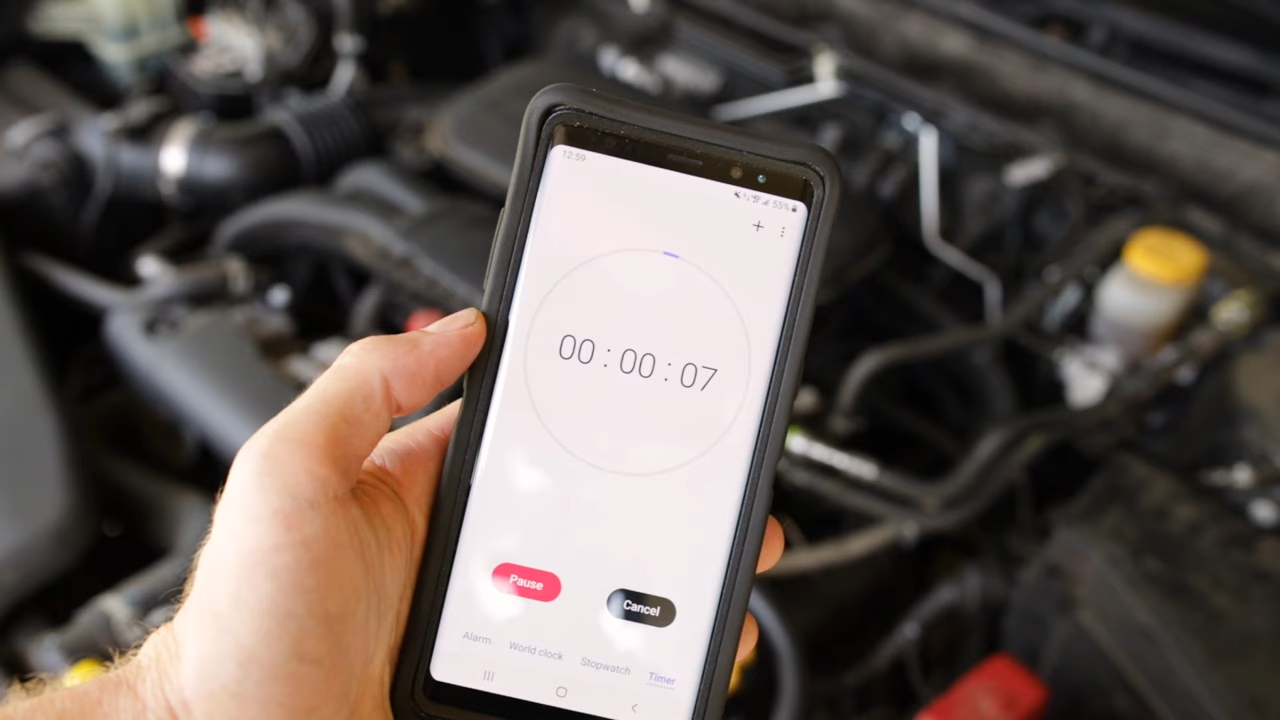 12:59
55%
+
00 : 00 : 07
Pause
Cancel
Alarm World clock Stopwatch Timer